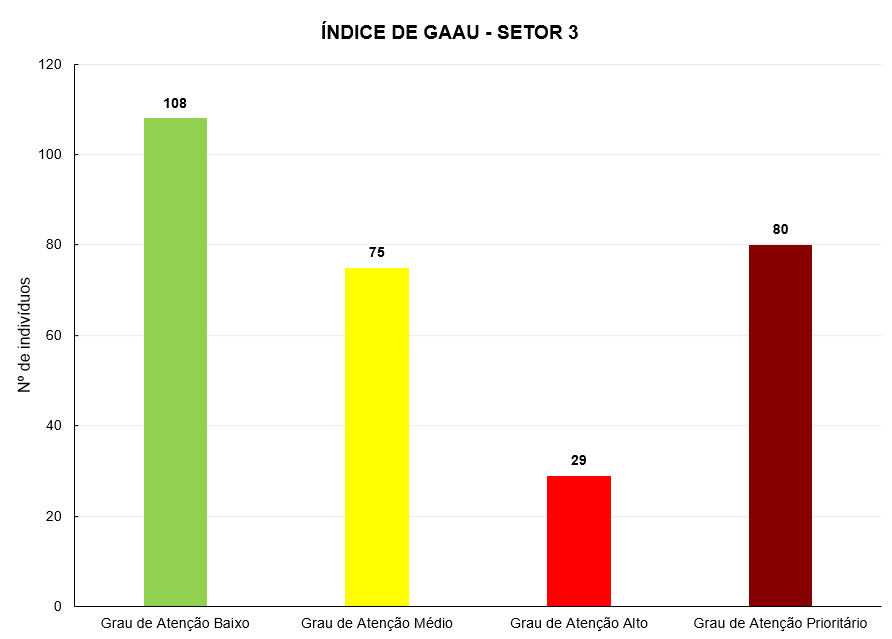 ÍNDICE DE GAAU - SETOR 3
120
100
80
60
40
20
0
Nº de indivíduos
108
75
29
80
Grau de Atenção Baixo
Grau de Atenção Médio
Grau de Atenção Alto
Grau de Atenção Prioritário